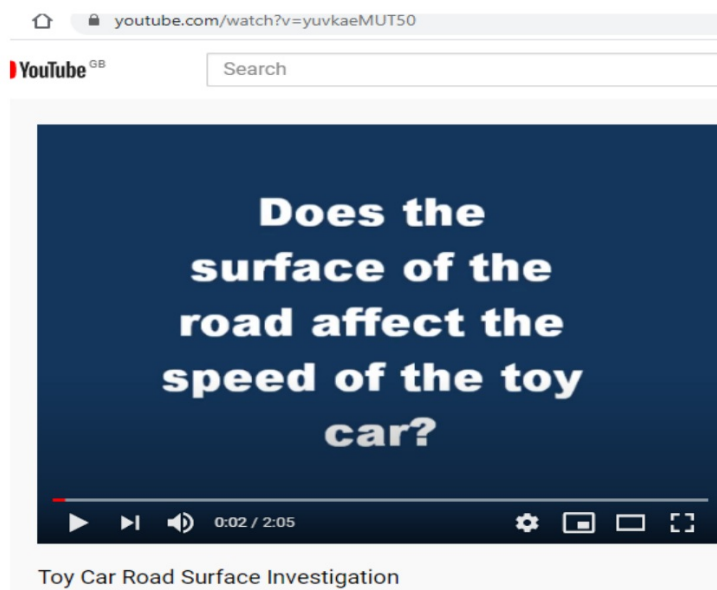 youtube.com/watch?v=yuvkaeMUT50
YouTube GB
Search
Does the
surface of the
road affect the
speed of the toy
car?
0:02 / 2:05
Toy Car Road Surface Investigation